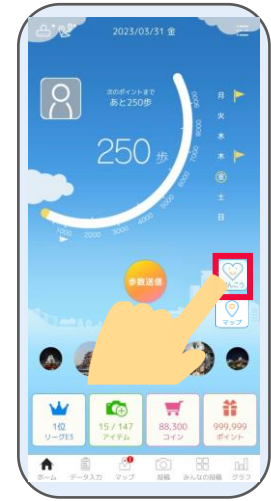 2023/03/31 金
次のポイントまで
あと250歩
250 歩
1000
2000
3000
4000
5000
6000
7000
8000
9000
月
火
水
木
金
土
日
歩数送信
マップ
1位
リーグE3
15 / 147
アイテム
88,300
コイン
999,999
ポイント
ホーム
データ入力
マップ
投稿
みんなの投稿
グラフ